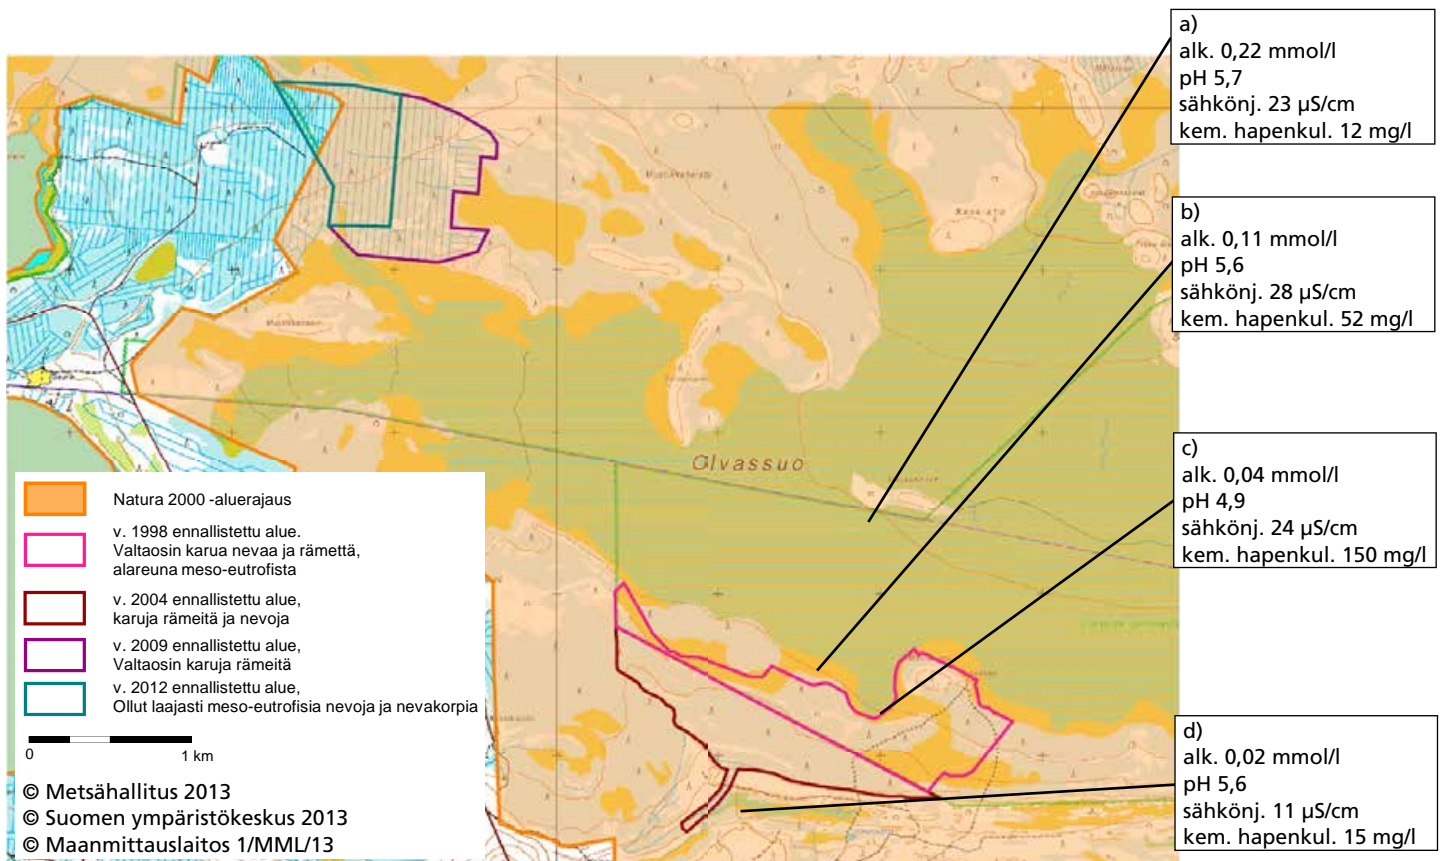 a)
alk. 0,22 mmol/l
pH 5,7
sähkönj. 23 µS/cm
kem. hapenkul. 12 mg/l
b)
alk. 0,11 mmol/l
pH 5,6
sähkönj. 28 µS/cm
kem. hapenkul. 52 mg/l
c)
alk. 0,04 mmol/l
pH 4,9
sähkönj. 24 µS/cm
kem. hapenkul. 150 mg/l
d)
alk. 0,02 mmol/l
pH 5,6
sähkönj. 11 µS/cm
kem. hapenkul. 15 mg/l
Olvassuo
Natura 2000 -aluerajaus
v. 1998 ennallistettu alue.
Valtaosin karua nevaa ja rämettä,
alareuna meso-eutrofista
v. 2004 ennallistettu alue,
karuja rämeitä ja nevoja
v. 2009 ennallistettu alue,
Valtaosin karuja rämeitä
v. 2012 ennallistettu alue,
Ollut laajasti meso-eutrofisia nevoja ja nevakorpia
0 1 km
© Metsähallitus 2013
© Suomen ympäristökeskus 2013
© Maanmittauslaitos 1/MML/13